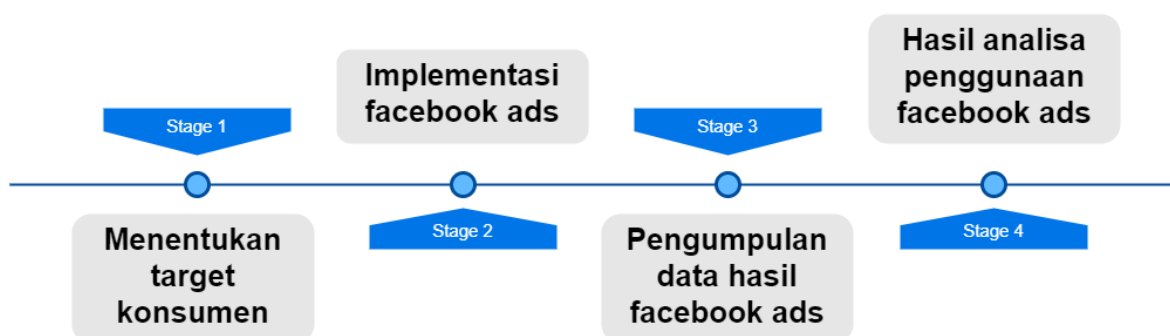 Stage 1
Menentukan
target
konsumen
Implementasi
facebook ads
Stage 2
Stage 3
Pengumpulan
data hasil
facebook ads
Hasil analisa
penggunaan
facebook ads
Stage 4